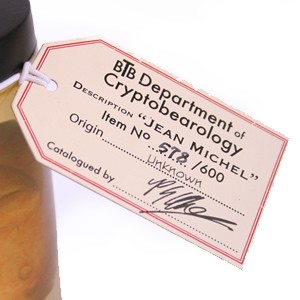 BTB Department of
Cryptobearology
Description "JEAN MICHEL"
Item No 578/600
Origin Unknown
Catalogued by